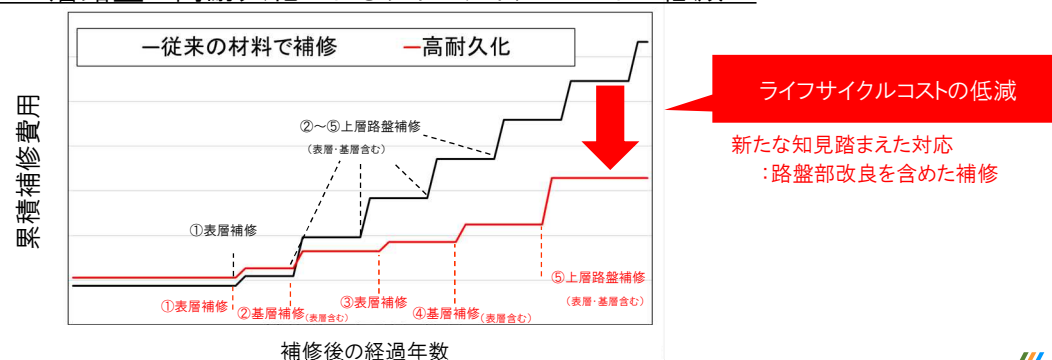 ー従来の材料で補修 ー高耐久化
累積補修費用
②～⑤上層路盤補修
(表層・基層含む)
①表層補修
①表層補修
②基層補修(表層含む)
③表層補修
④基層補修(表層含む)
⑤上層路盤補修
(表層・基層含む)
補修後の経過年数
ライフサイクルコストの低減
新たな知見踏まえた対応
：路盤部改良を含めた補修